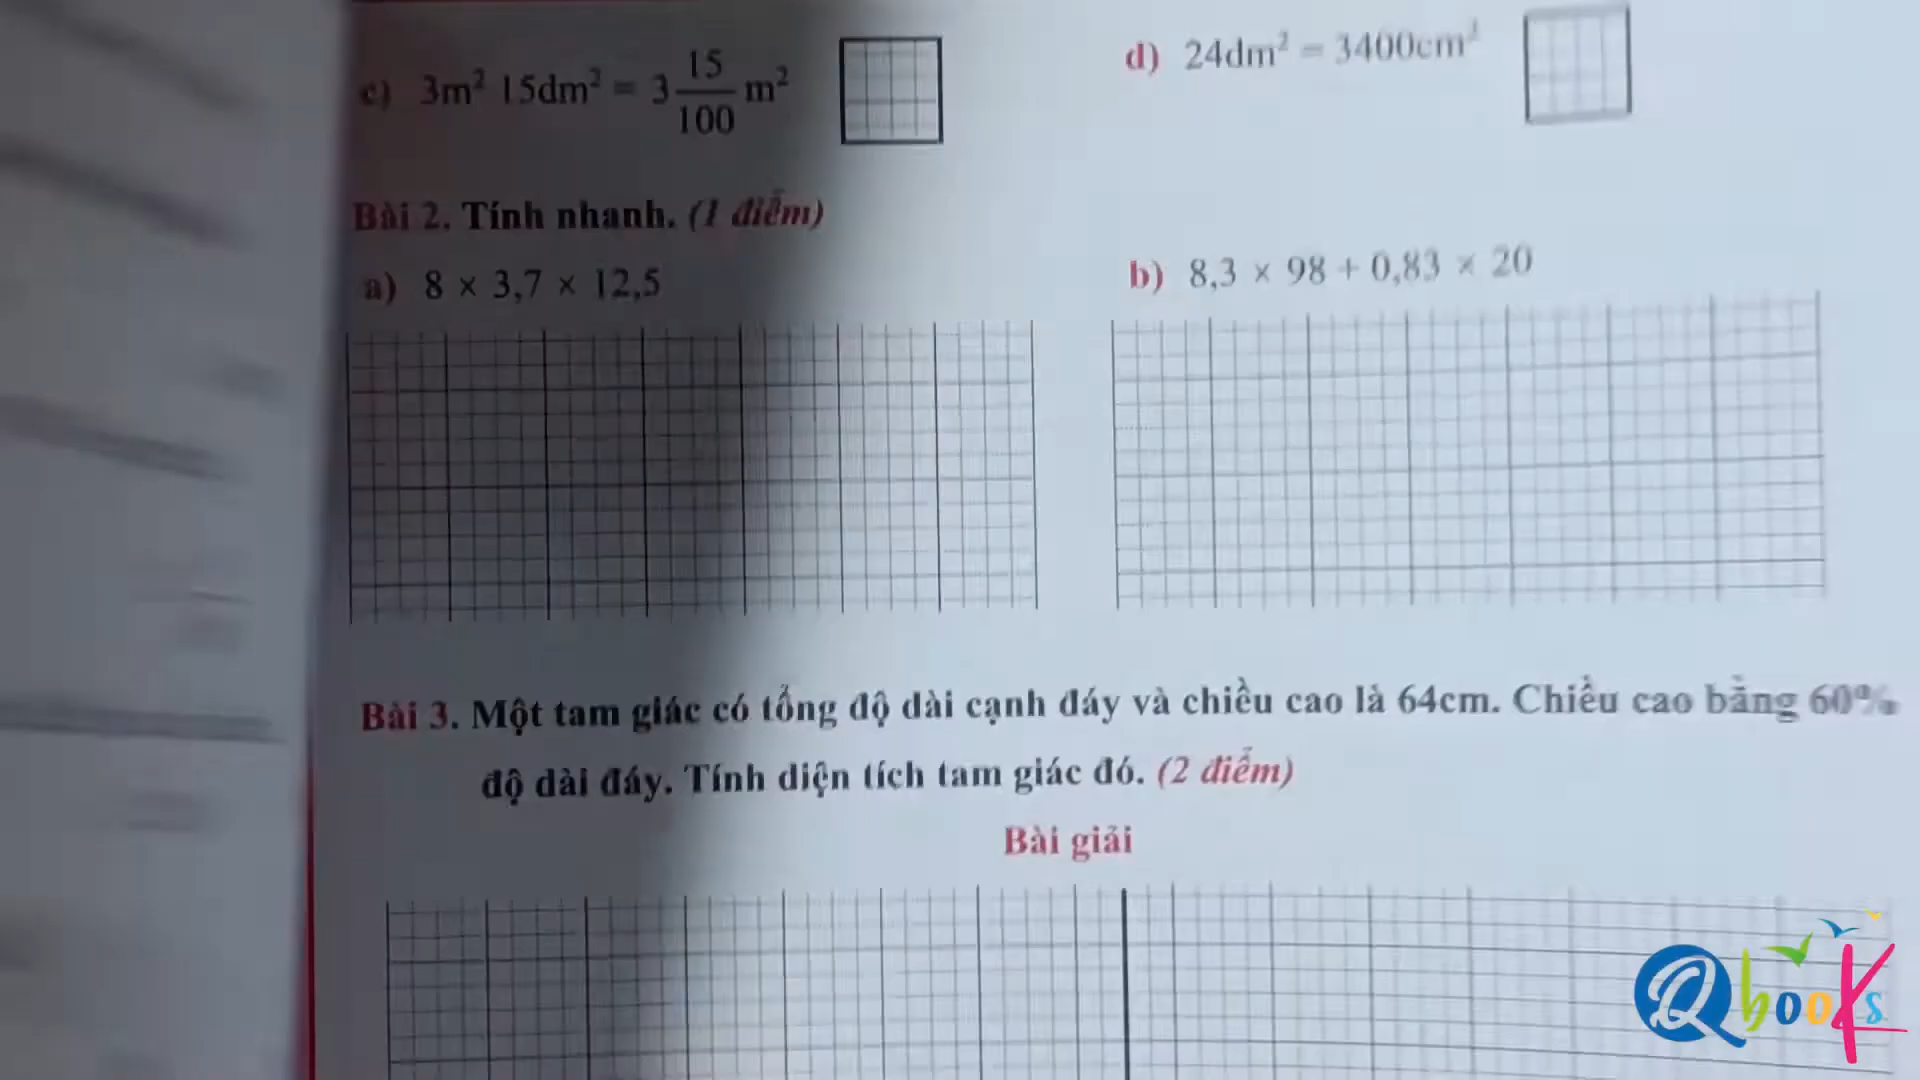 c) 3m² 15dm² = 3 15/100 m²
d) 24dm² = 3400cm²
Bài 2. Tính nhanh. (1 điểm)
a) 8 × 3,7 × 12,5
b) 8,3 × 98 + 0,83 × 20
Bài 3. Một tam giác có tổng độ dài cạnh đáy và chiều cao là 64cm. Chiều cao bằng 60%
độ dài đáy. Tính diện tích tam giác đó. (2 điểm)
Bài giải
Qbooks